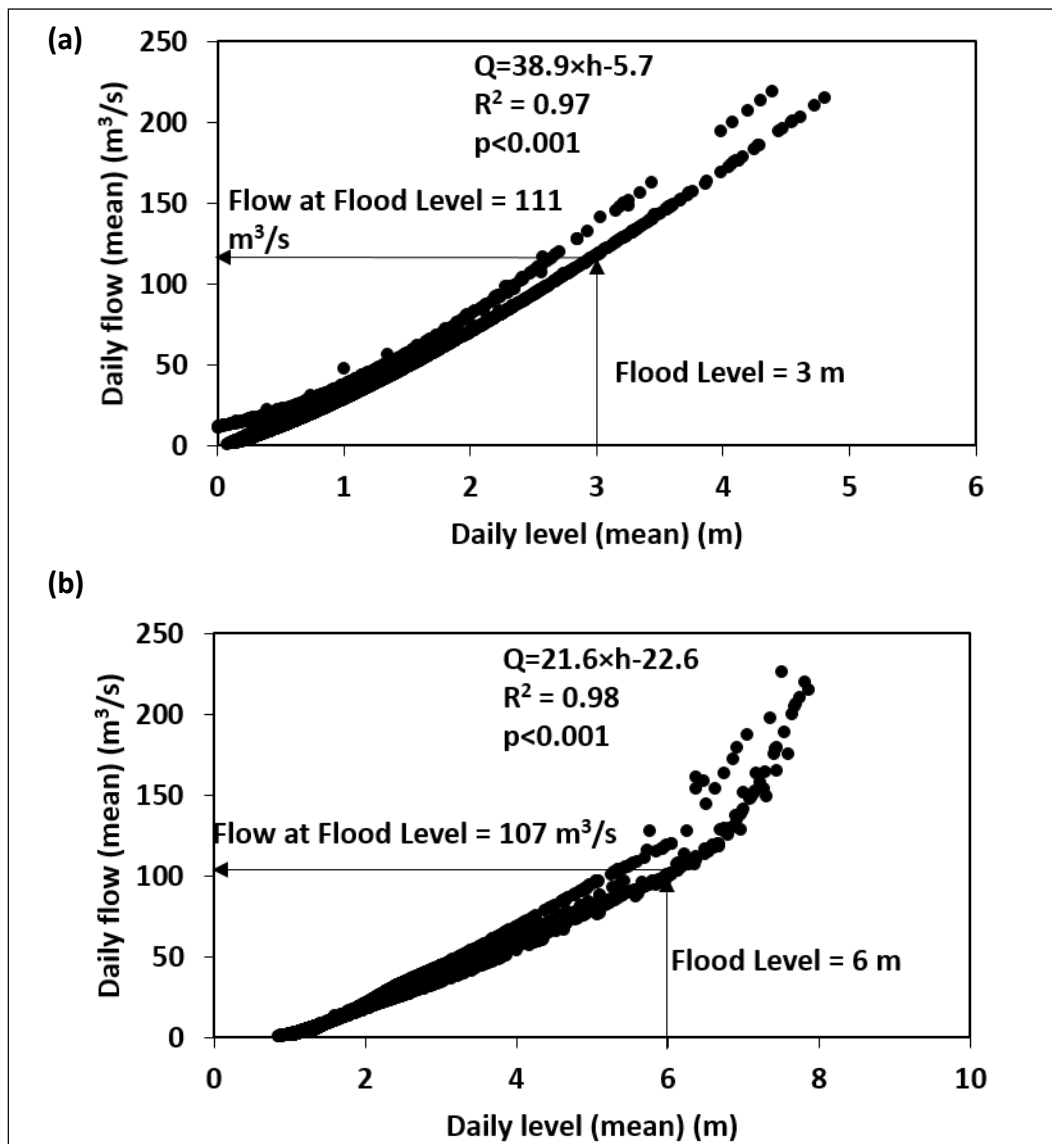 (a)
Q=38.9×h-5.7
R² = 0.97
p<0.001
Flow at Flood Level = 111
m³/s
Flood Level = 3 m
Daily flow (mean) (m³/s)
250
200
150
100
50
0
0 1 2 3 4 5 6
Daily level (mean) (m)
(b)
Q=21.6×h-22.6
R² = 0.98
p<0.001
Flow at Flood Level = 107 m³/s
Flood Level = 6 m
Daily flow (mean) (m³/s)
250
200
150
100
50
0
0 2 4 6 8 10
Daily level (mean) (m)